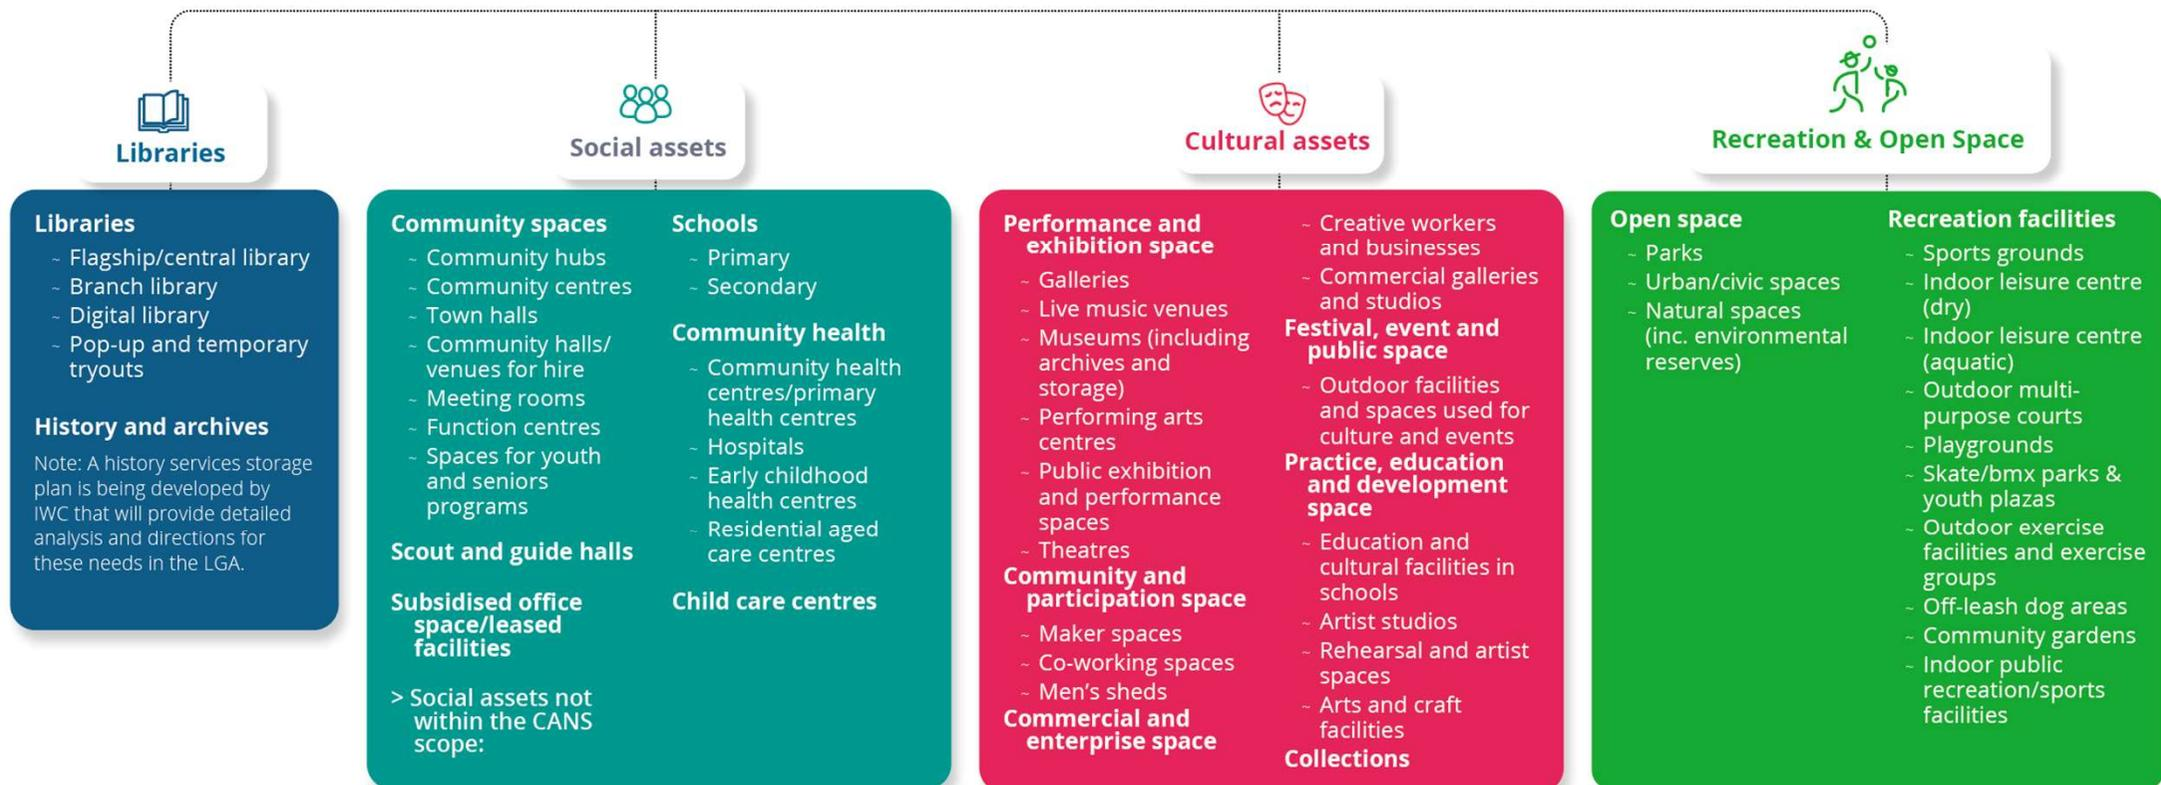 Libraries
Libraries
~ Flagship/central library
~ Branch library
~ Digital library
~ Pop-up and temporary
tryouts
History and archives
Note: A history services storage
plan is being developed by
IWC that will provide detailed
analysis and directions for
these needs in the LGA.
Social assets
Community spaces
~ Community hubs
~ Community centres
~ Town halls
~ Community halls/
venues for hire
~ Meeting rooms
~ Function centres
~ Spaces for youth
and seniors
programs
Scout and guide halls
Subsidised office
space/leased
facilities
> Social assets not
within the CANS
scope:
Schools
~ Primary
~ Secondary
Community health
~ Community health
centres/primary
health centres
~ Hospitals
~ Early childhood
health centres
~ Residential aged
care centres
Child care centres
Cultural assets
Performance and
exhibition space
~ Galleries
~ Live music venues
~ Museums (including
archives and
storage)
~ Performing arts
centres
~ Public exhibition
and performance
spaces
~ Theatres
Community and
participation space
~ Maker spaces
~ Co-working spaces
~ Men’s sheds
Commercial and
enterprise space
~ Creative workers
and businesses
~ Commercial galleries
and studios
Festival, event and
public space
~ Outdoor facilities
and spaces used for
culture and events
Practice, education
and development
space
~ Education and
cultural facilities in
schools
~ Artist studios
~ Rehearsal and artist
spaces
~ Arts and craft
facilities
Collections
Recreation & Open Space
Open space
~ Parks
~ Urban/civic spaces
~ Natural spaces
(inc. environmental
reserves)
Recreation facilities
~ Sports grounds
~ Indoor leisure centre
(dry)
~ Indoor leisure centre
(aquatic)
~ Outdoor multi-
purpose courts
~ Playgrounds
~ Skate/bmx parks &
youth plazas
~ Outdoor exercise
facilities and exercise
groups
~ Off-leash dog areas
~ Community gardens
~ Indoor public
recreation/sports
facilities